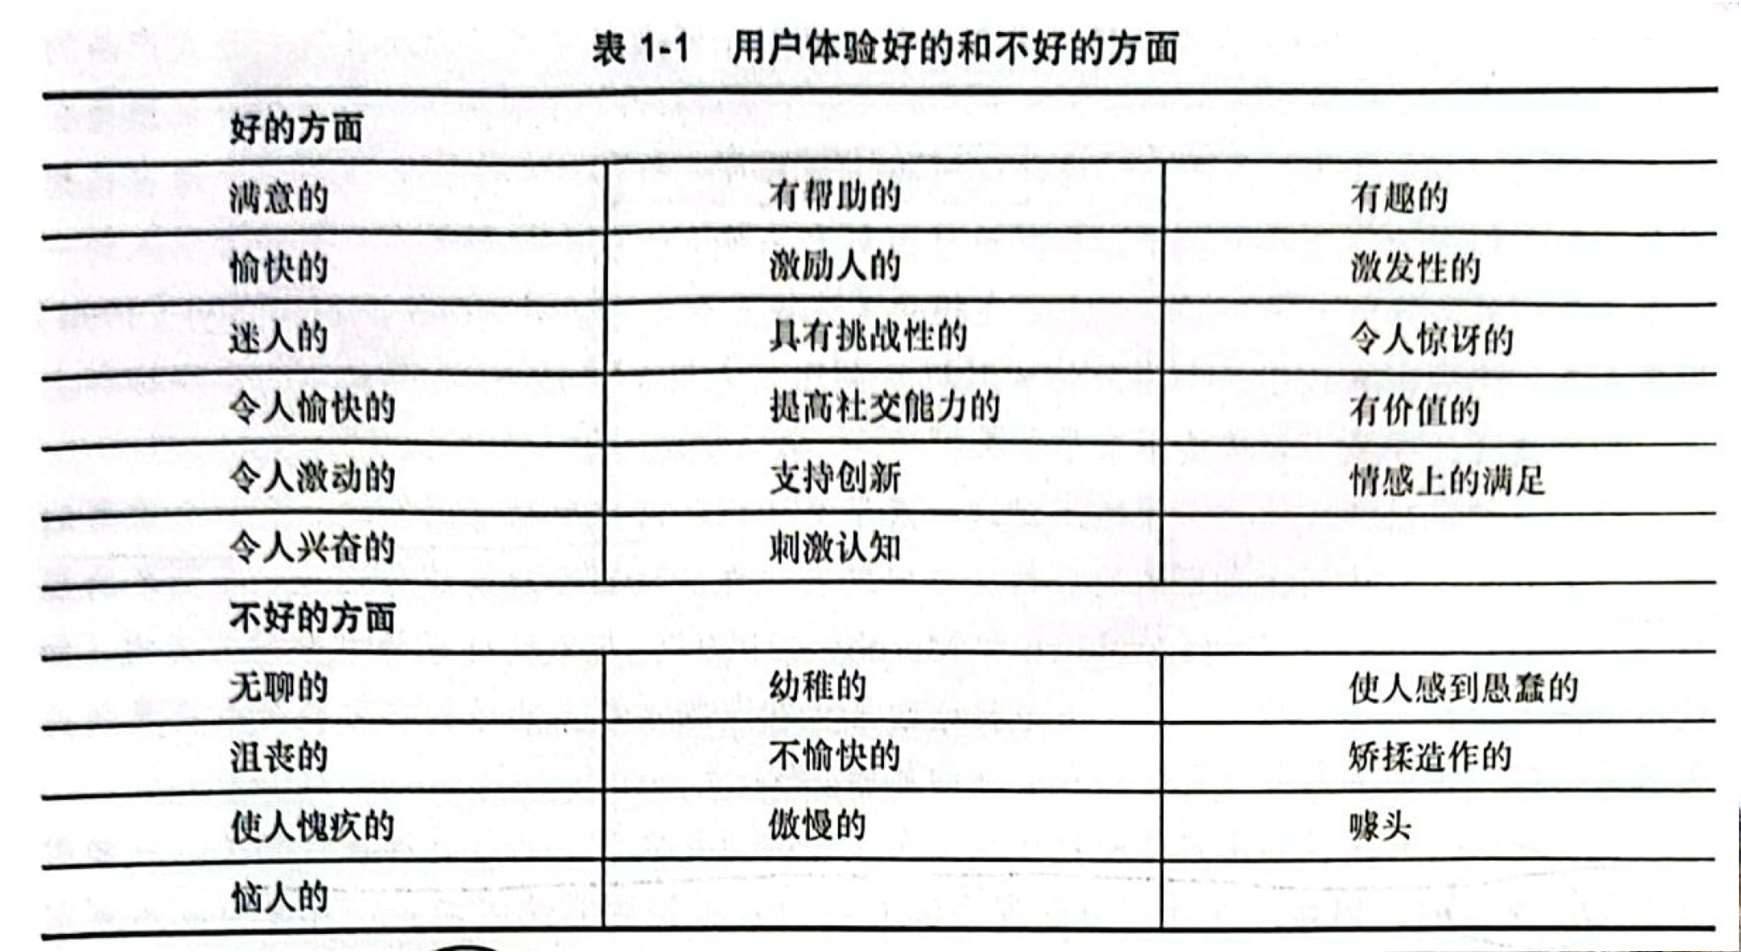 表 1-1 用户体验好的和不好的方面
好的方面
满意的 有帮助的 有趣的
愉快的 激励人的 激发性的
迷人的 具有挑战性的 令人惊讶的
令人愉快的 提高社交能力的 有价值的
令人激动的 支持创新 情感上的满足
令人兴奋的 刺激认知
不好的方面
无聊的 幼稚的 使人感到愚蠢的
沮丧的 不愉快的 矫揉造作的
使人愧疚的 傲慢的 噱头
恼人的